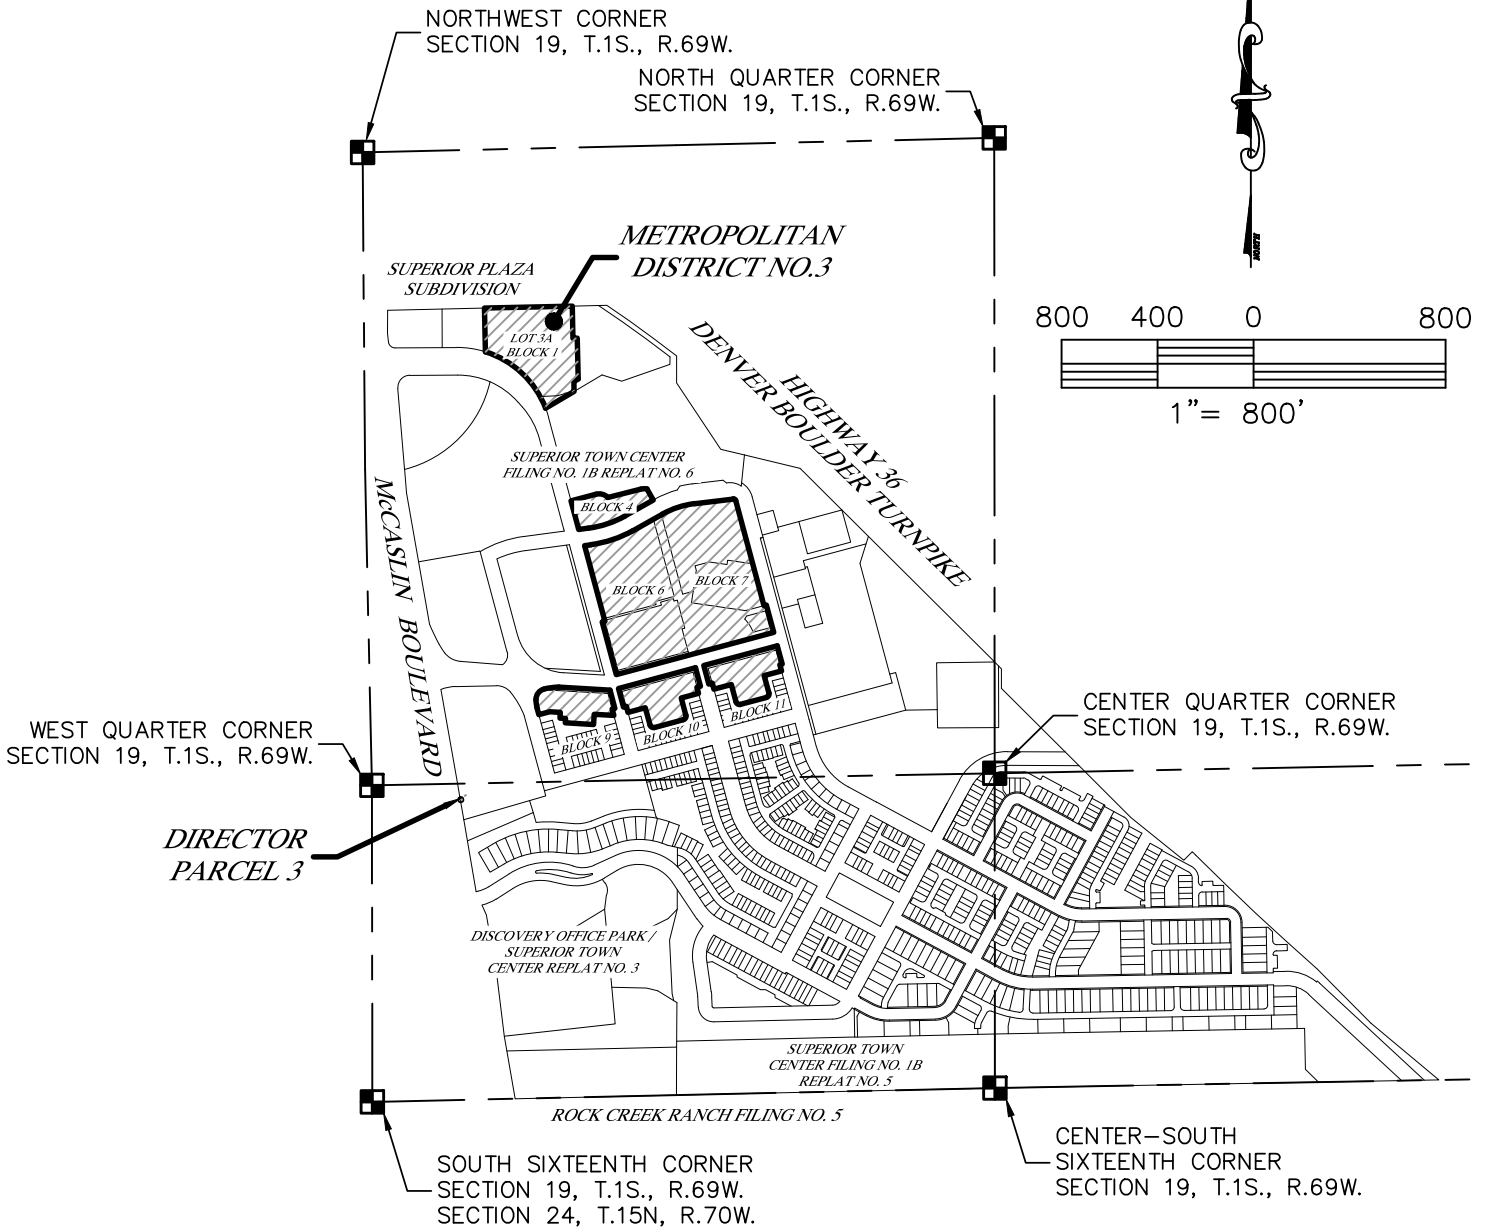 NORTHWEST CORNER
SECTION 19, T.1S., R.69W.
NORTH QUARTER CORNER
SECTION 19, T.1S., R.69W.
NORTH
METROPOLITAN
DISTRICT NO.3
SUPERIOR PLAZA
SUBDIVISION
LOT 3A
BLOCK 1
800 400 0 800
1"= 800'
HIGHWAY 36
DENVER BOULDER TURNPIKE
SUPERIOR TOWN CENTER
FILING NO. 1B REPLAT NO. 6
BLOCK 4
McCASLIN BOULEVARD
BLOCK 6
BLOCK 7
BLOCK 9
BLOCK 10
BLOCK 11
WEST QUARTER CORNER
SECTION 19, T.1S., R.69W.
CENTER QUARTER CORNER
SECTION 19, T.1S., R.69W.
DIRECTOR
PARCEL 3
DISCOVERY OFFICE PARK /
SUPERIOR TOWN
CENTER REPLAT NO. 3
SUPERIOR TOWN
CENTER FILING NO. 1B
REPLAT NO. 5
ROCK CREEK RANCH FILING NO. 5
SOUTH SIXTEENTH CORNER
SECTION 19, T.1S., R.69W.
SECTION 24, T.15N, R.70W.
CENTER-SOUTH
SIXTEENTH CORNER
SECTION 19, T.1S., R.69W.